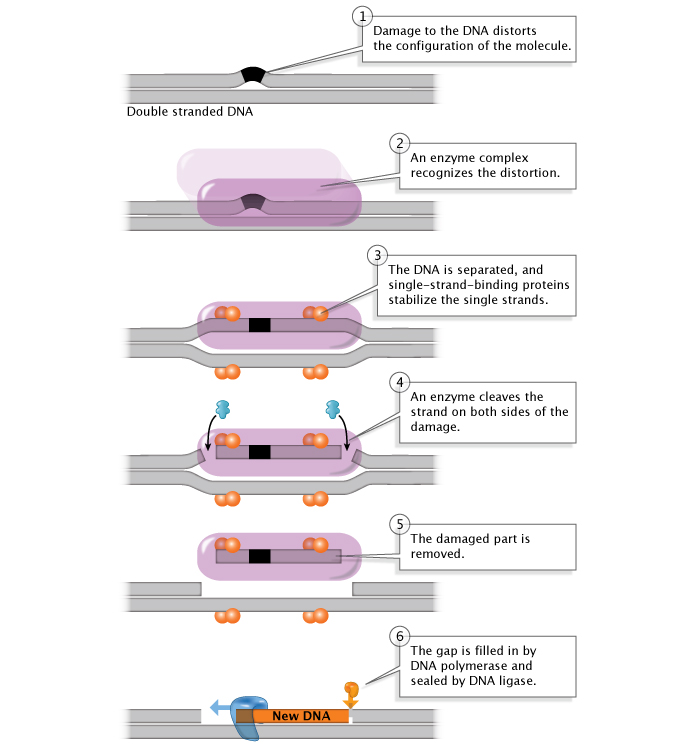 1
Damage to the DNA distorts
the configuration of the molecule.
Double stranded DNA
2
An enzyme complex
recognizes the distortion.
3
The DNA is separated, and
single-strand-binding proteins
stabilize the single strands.
4
An enzyme cleaves the
strand on both sides of the
damage.
5
The damaged part is
removed.
6
The gap is filled in by
DNA polymerase and
sealed by DNA ligase.
New DNA